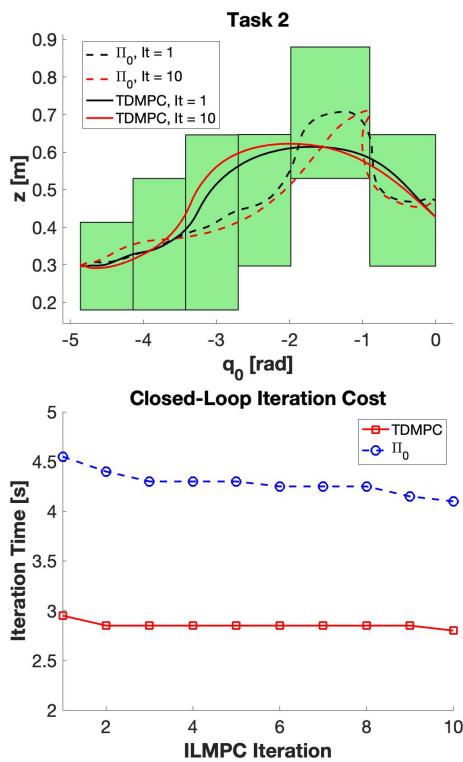 Task 2
0.9
0.8
0.7
0.6
0.5
0.4
0.3
0.2
z [m]
Π₀, It = 1
Π₀, It = 10
TDMPC, It = 1
TDMPC, It = 10
-5 -4 -3 -2 -1 0
q₀ [rad]
Closed-Loop Iteration Cost
5
4.5
4
3.5
3
2.5
2
Iteration Time [s]
TDMPC
Π₀
2 4 6 8 10
ILMPC Iteration